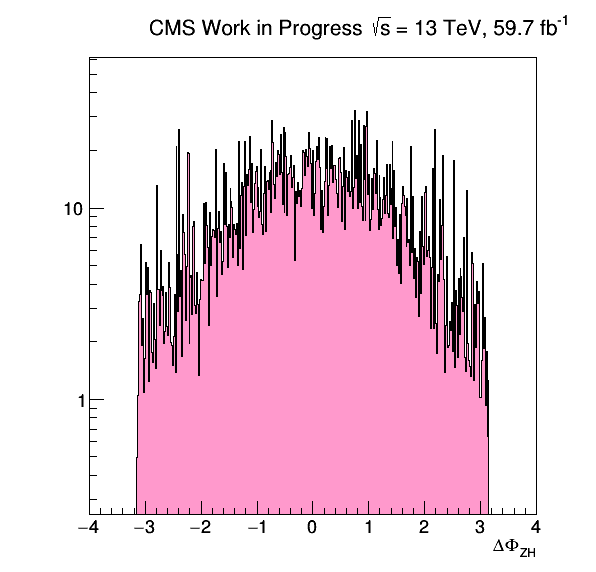 CMS Work in Progress √s = 13 TeV, 59.7 fb⁻¹
10
1
−4 −3 −2 −1 0 1 2 3 4
ΔΦZH